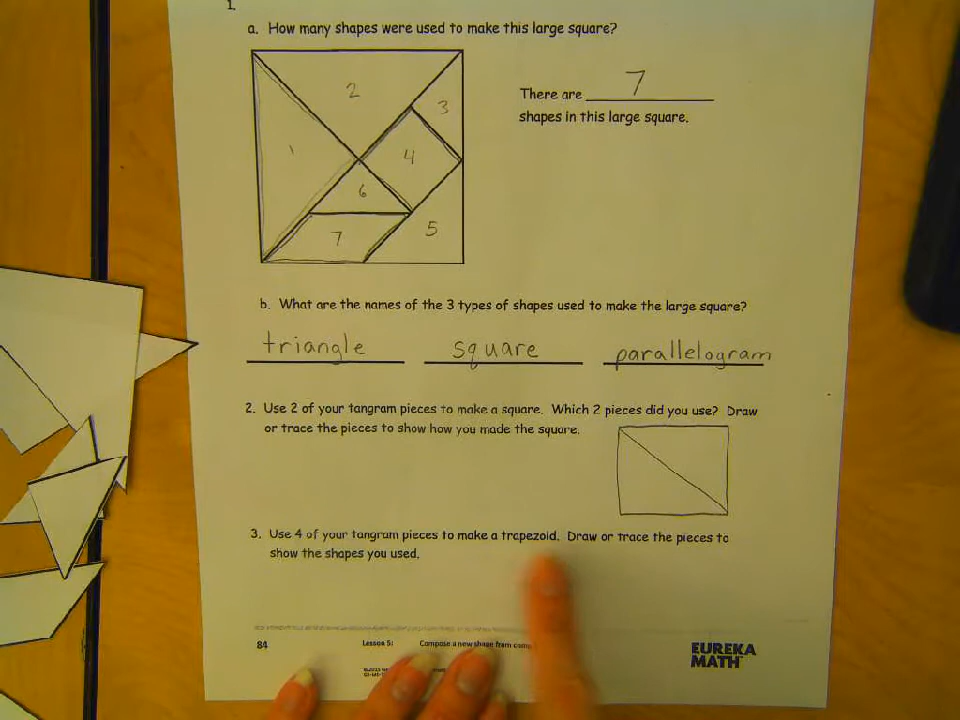 1.
a. How many shapes were used to make this large square?
There are 7
shapes in this large square.
1 2 3 4 5 6 7
b. What are the names of the 3 types of shapes used to make the large square?
triangle square parallelogram
2. Use 2 of your tangram pieces to make a square. Which 2 pieces did you use? Draw
or trace the pieces to show how you made the square.
3. Use 4 of your tangram pieces to make a trapezoid. Draw or trace the pieces to
show the shapes you used.
84 Lesson 5: Compose a new shape from
EUREKA
MATH